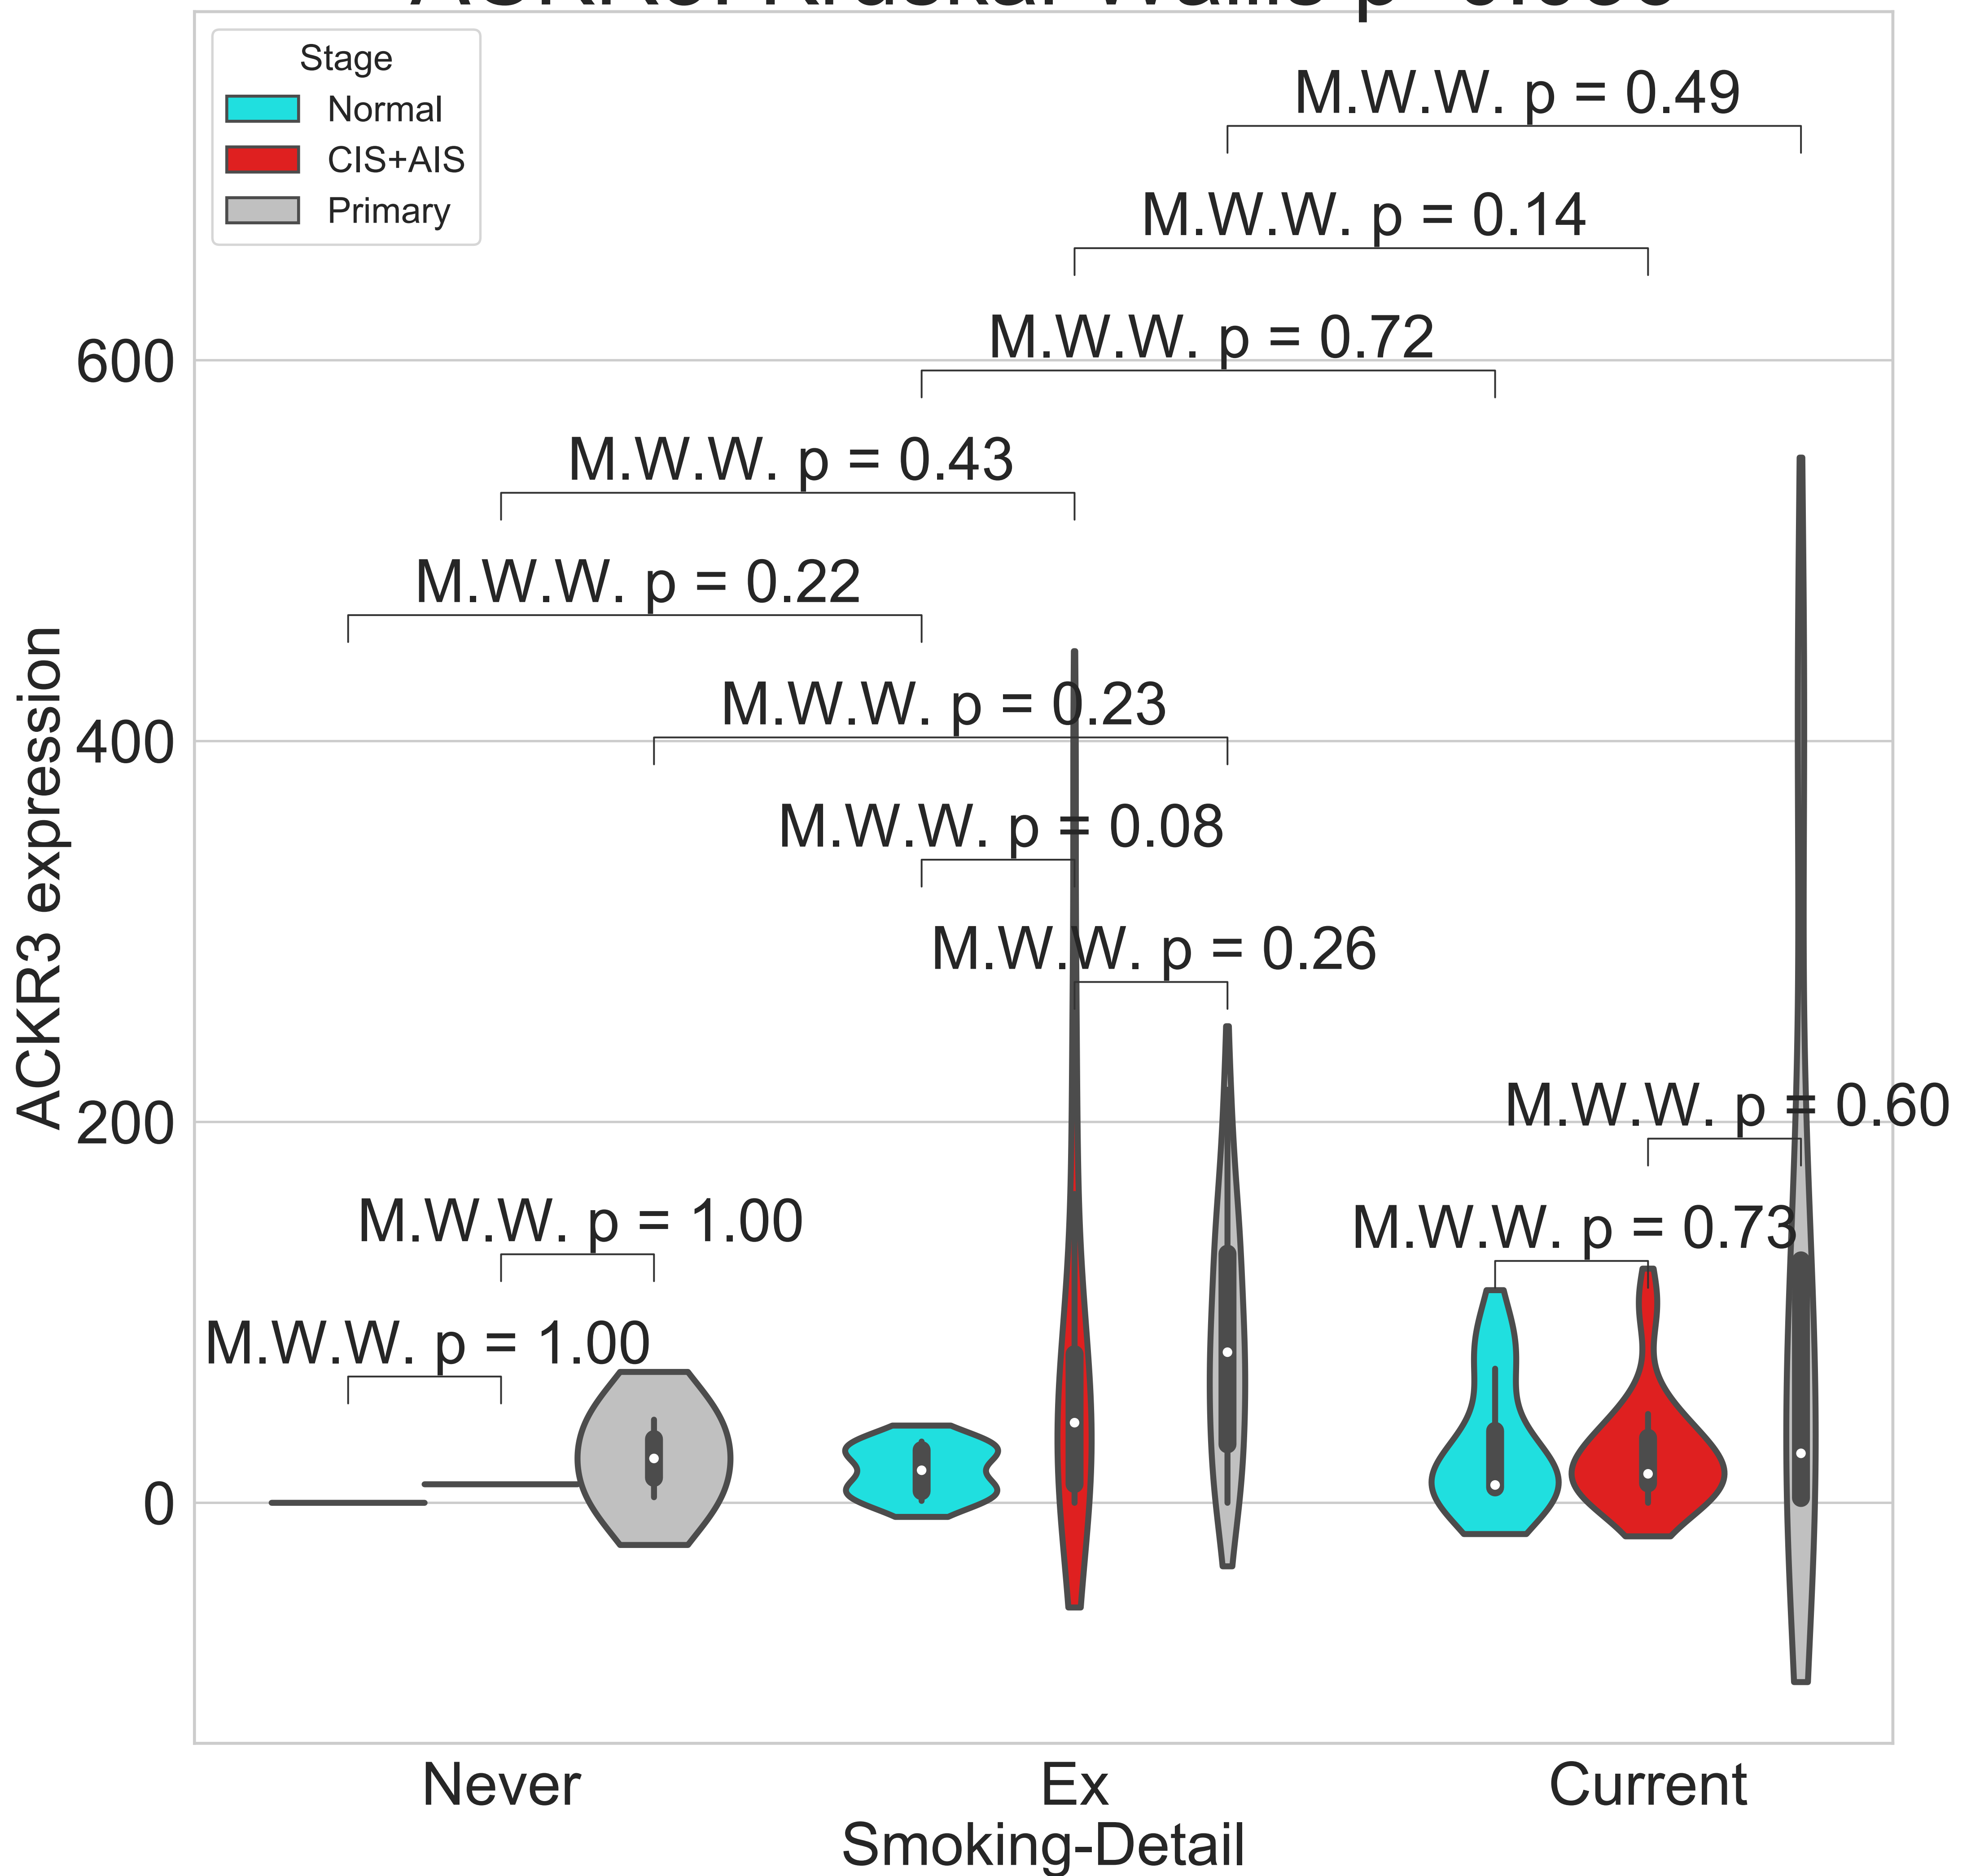 Stage
Normal
CIS+AIS
Primary
M.W.W. p = 0.49
M.W.W. p = 0.14
M.W.W. p = 0.72
M.W.W. p = 0.43
M.W.W. p = 0.22
M.W.W. p = 0.23
M.W.W. p = 0.08
M.W.W. p = 0.26
M.W.W. p = 0.60
M.W.W. p = 1.00
M.W.W. p = 0.73
M.W.W. p = 1.00
600
400
200
0
ACKR3 expression
Never
Ex
Current
Smoking-Detail